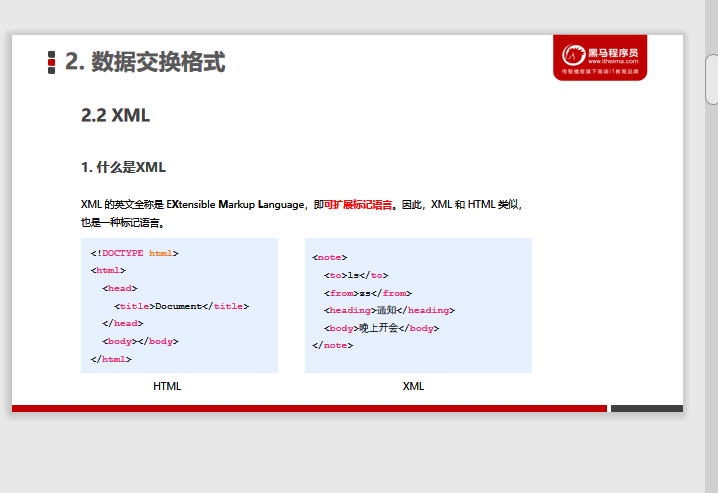 2. 数据交换格式
黑马程序员
www.itheima.com
传智播客旗下高端IT教育品牌
2.2 XML
1. 什么是XML
XML 的英文全称是 EXtensible Markup Language，即可扩展标记语言。因此，XML 和 HTML 类似，
也是一种标记语言。
<!DOCTYPE html>
<html>
<head>
<title>Document</title>
</head>
<body></body>
</html>
HTML
<note>
<to>ls</to>
<from>zs</from>
<heading>通知</heading>
<body>晚上开会</body>
</note>
XML